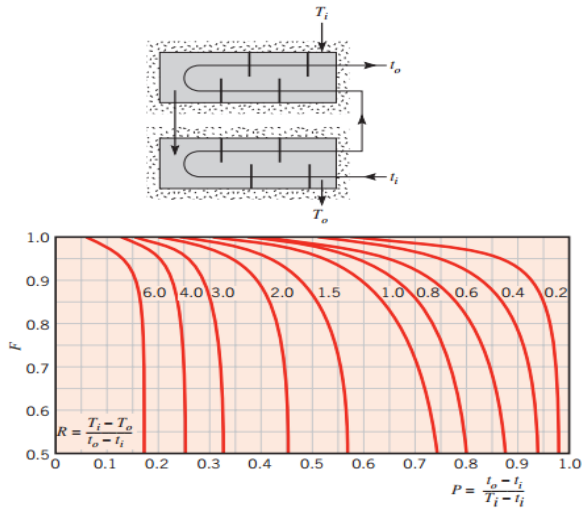 T_i
t_o
t_i
T_o
1.0
0.9
0.8
0.7
0.6
0.5
F
6.0 4.0 3.0 2.0 1.5 1.0 0.8 0.6 0.4 0.2
R = \frac{T_i - T_o}{t_o - t_i}
0 0.1 0.2 0.3 0.4 0.5 0.6 0.7 0.8 0.9 1.0
P = \frac{t_o - t_i}{T_i - t_i}